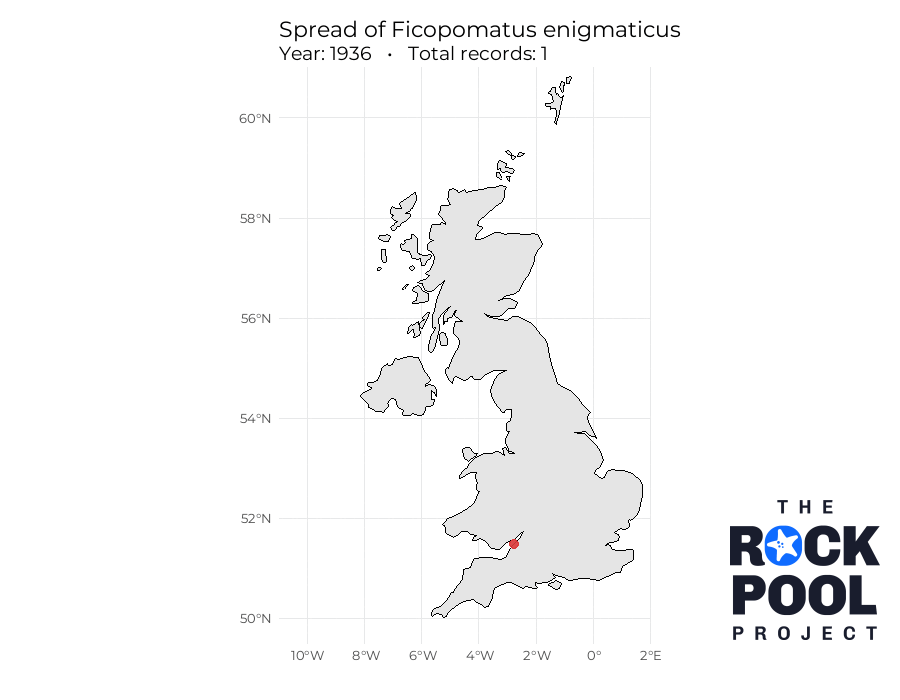 Spread of Ficopomatus enigmaticus
Year: 1936 • Total records: 1
60°N
58°N
56°N
54°N
52°N
50°N
10°W 8°W 6°W 4°W 2°W 0° 2°E
THE
ROCK
POOL
PROJECT